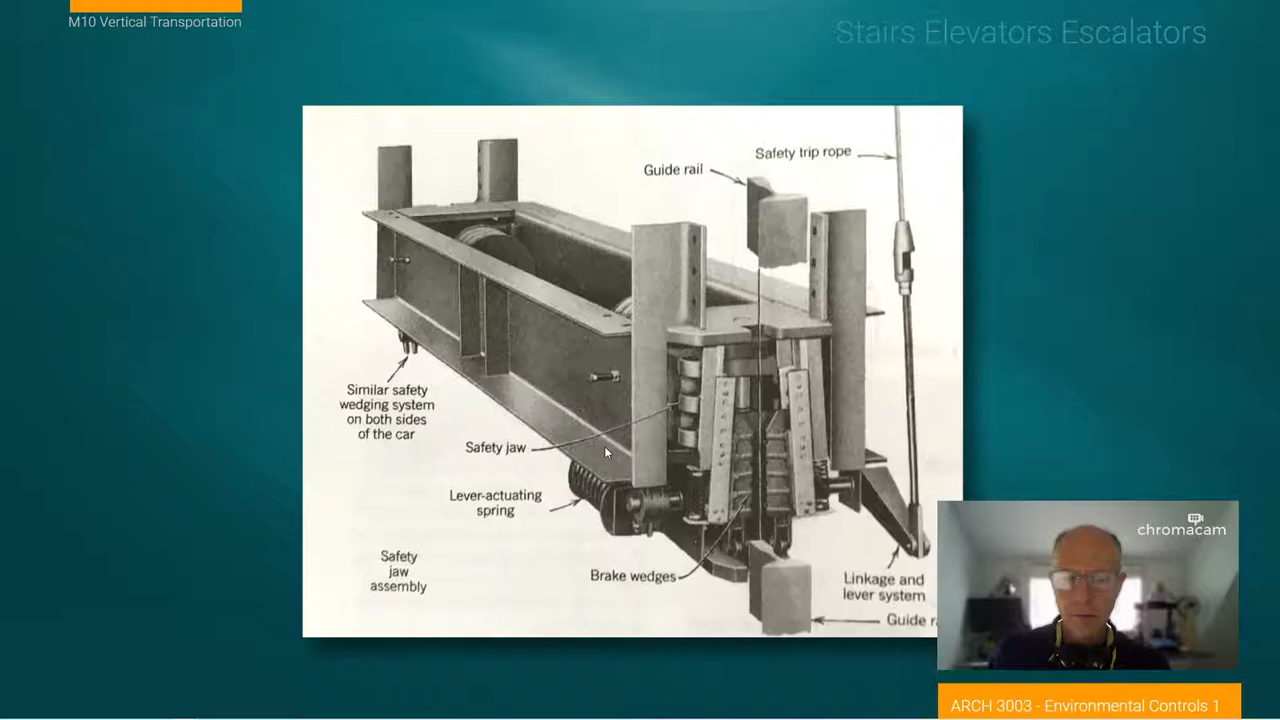 M10 Vertical Transportation
Stairs Elevators Escalators
Safety trip rope
Guide rail
Similar safety
wedging system
on both sides
of the car
Safety jaw
Lever-actuating
spring
Safety
jaw
assembly
Brake wedges
Linkage and
lever system
Guide
chromacam
ARCH 3003 - Environmental Controls 1